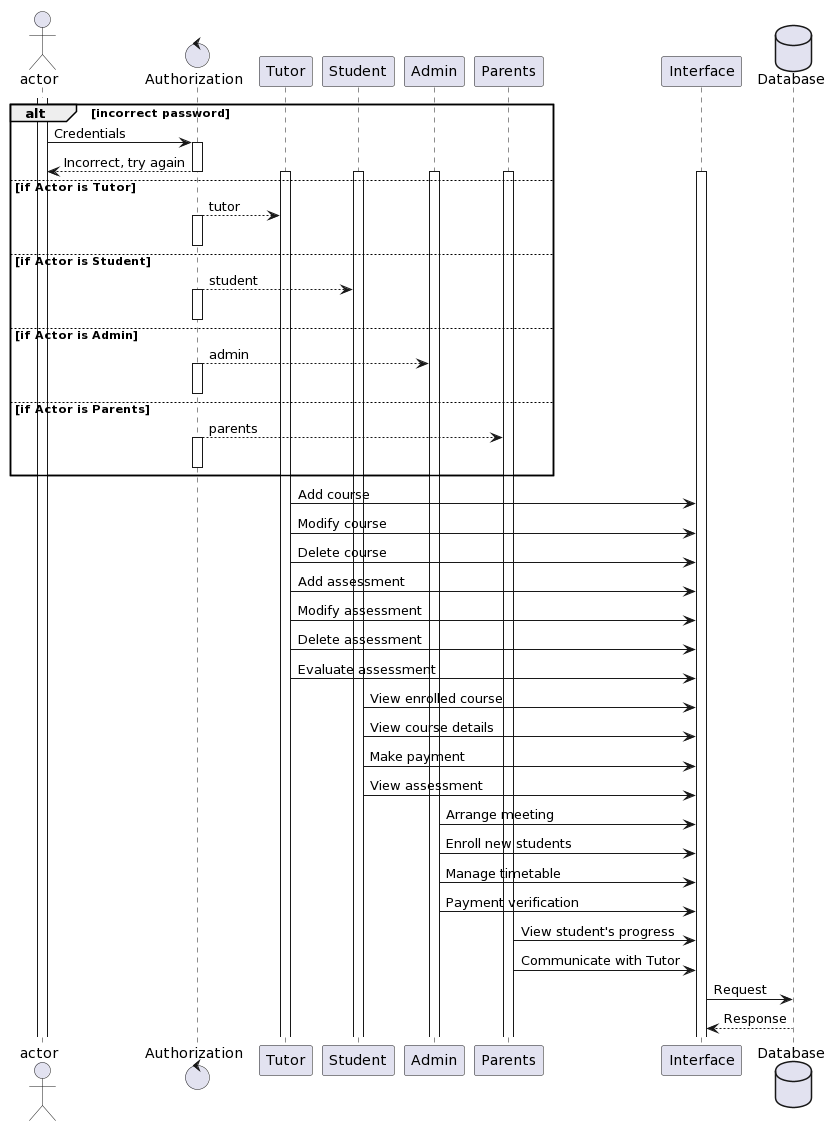 actor
Authorization
Tutor
Student
Admin
Parents
Interface
Database
alt
[incorrect password]
Credentials
Incorrect, try again
[if Actor is Tutor]
tutor
[if Actor is Student]
student
[if Actor is Admin]
admin
[if Actor is Parents]
parents
Add course
Modify course
Delete course
Add assessment
Modify assessment
Delete assessment
Evaluate assessment
View enrolled course
View course details
Make payment
View assessment
Arrange meeting
Enroll new students
Manage timetable
Payment verification
View student's progress
Communicate with Tutor
Request
Response
actor
Authorization
Tutor
Student
Admin
Parents
Interface
Database